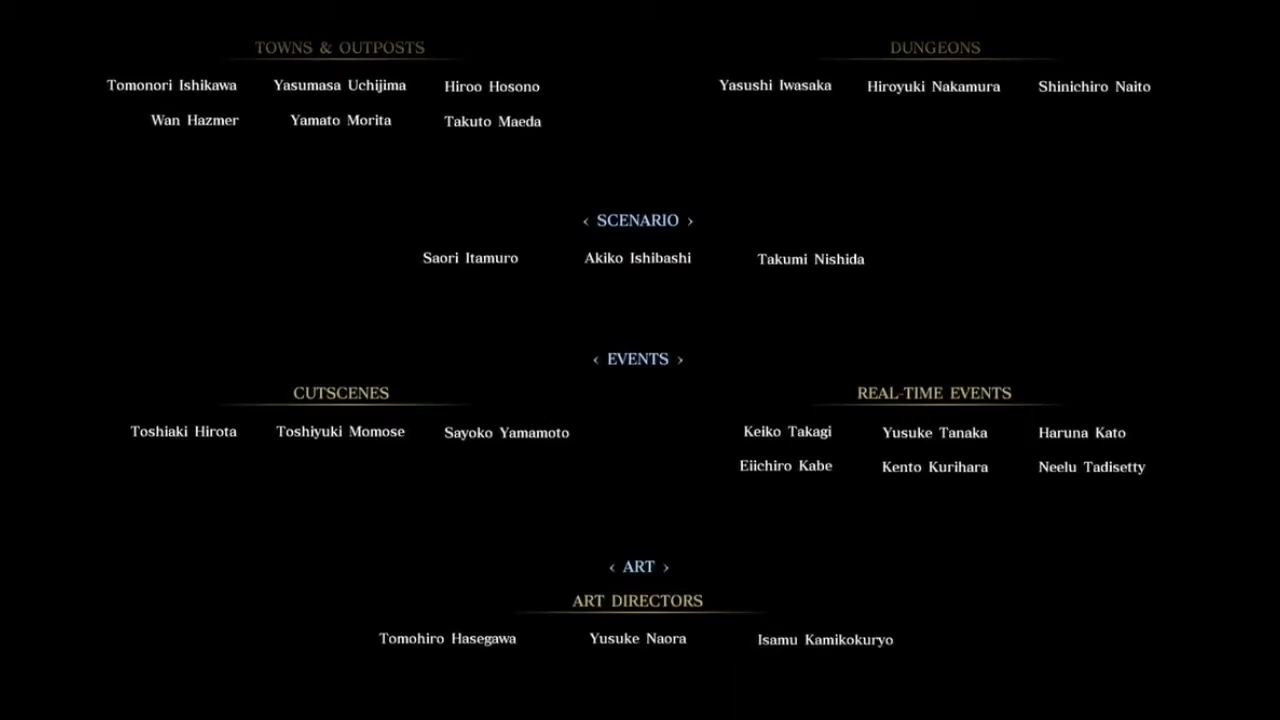 TOWNS & OUTPOSTS
Tomonori Ishikawa Yasumasa Uchijima Hiroo Hosono
Wan Hazmer Yamato Morita Takuto Maeda
DUNGEONS
Yasushi Iwasaka Hiroyuki Nakamura Shinichiro Naito
‹ SCENARIO ›
Saori Itamuro Akiko Ishibashi Takumi Nishida
‹ EVENTS ›
CUTSCENES
Toshiaki Hirota Toshiyuki Momose Sayoko Yamamoto
REAL-TIME EVENTS
Keiko Takagi Yusuke Tanaka Haruna Kato
Eiichiro Kabe Kento Kurihara Neelu Tadisetty
‹ ART ›
ART DIRECTORS
Tomohiro Hasegawa Yusuke Naora Isamu Kamikokuryo